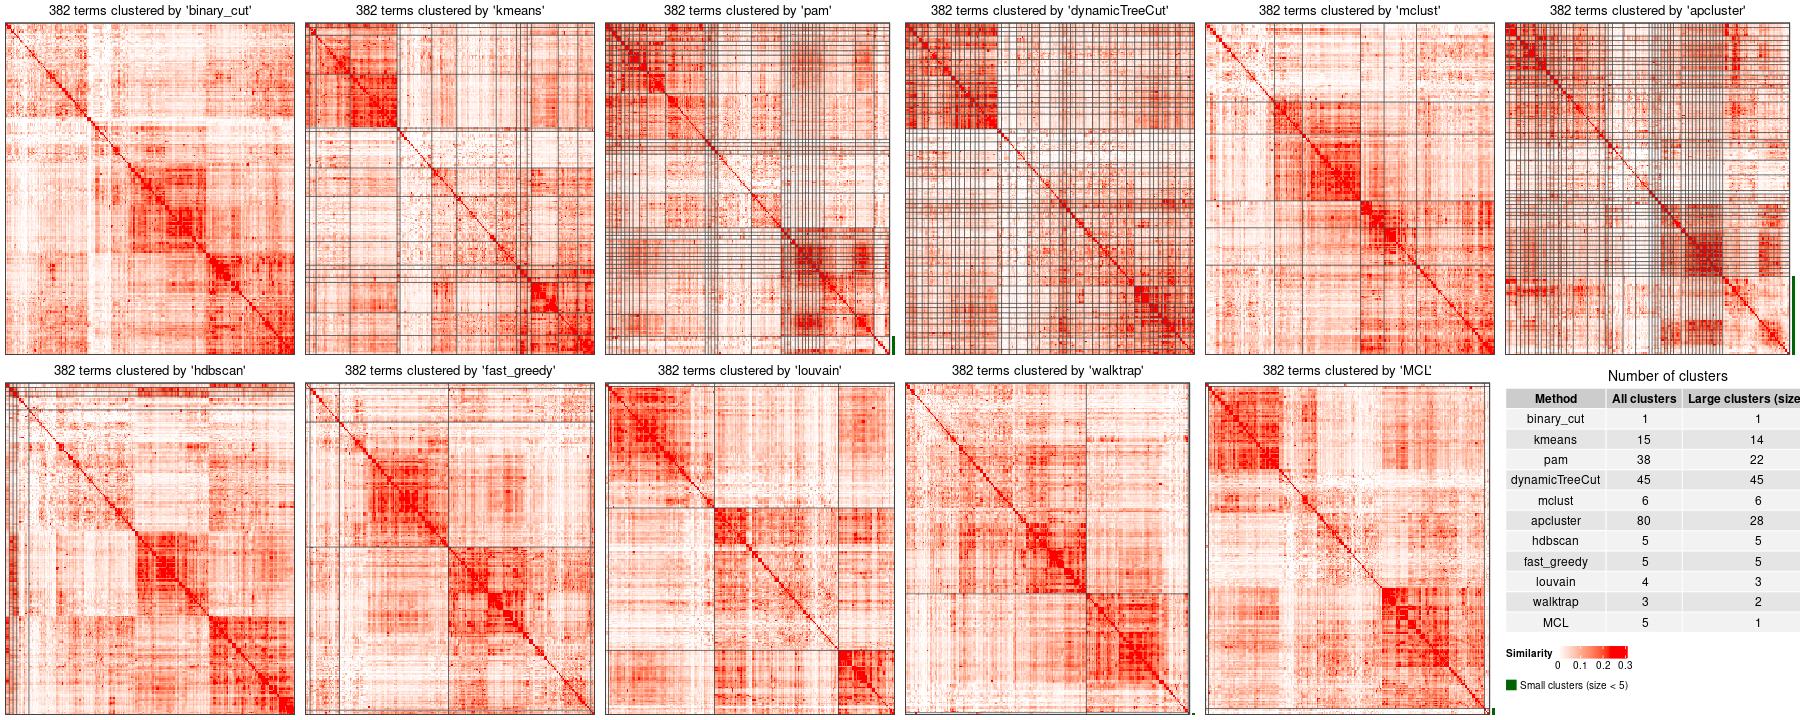 382 terms clustered by 'binary_cut'
382 terms clustered by 'kmeans'
382 terms clustered by 'pam'
382 terms clustered by 'dynamicTreeCut'
382 terms clustered by 'mclust'
382 terms clustered by 'apcluster'
382 terms clustered by 'hdbscan'
382 terms clustered by 'fast_greedy'
382 terms clustered by 'louvain'
382 terms clustered by 'walktrap'
382 terms clustered by 'MCL'
Number of clusters
Method All clusters Large clusters (size
binary_cut 1 1
kmeans 15 14
pam 38 22
dynamicTreeCut 45 45
mclust 6 6
apcluster 80 28
hdbscan 5 5
fast_greedy 5 5
louvain 4 3
walktrap 3 2
MCL 5 1
Similarity
0 0.1 0.2 0.3
Small clusters (size < 5)